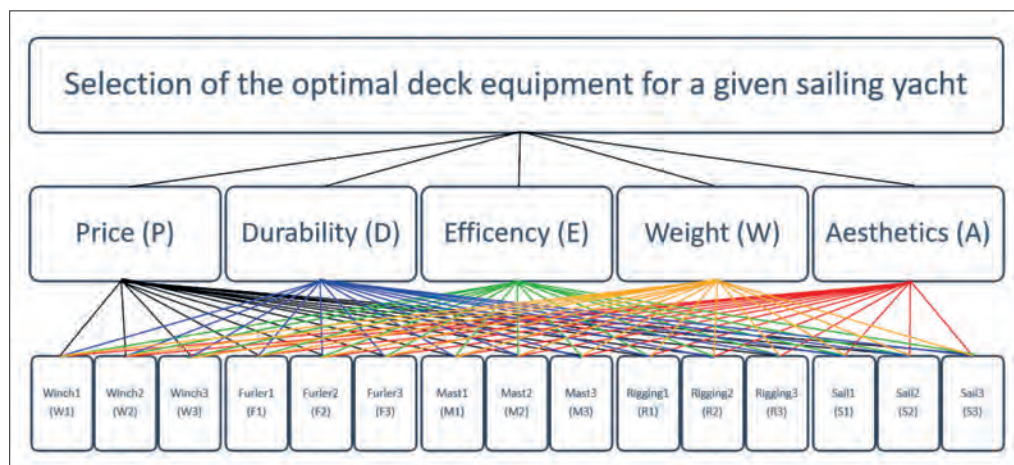 Selection of the optimal deck equipment for a given sailing yacht
Price (P)
Durability (D)
Efficency (E)
Weight (W)
Aesthetics (A)
Winch1
(W1)
Winch2
(W2)
Winch3
(W3)
Furler1
(F1)
Furler2
(F2)
Furler3
(F3)
Mast1
(M1)
Mast2
(M2)
Mast3
(M3)
Rigging1
(R1)
Rigging2
(R2)
Rigging3
(R3)
Sail1
(S1)
Sail2
(S2)
Sail3
(S3)